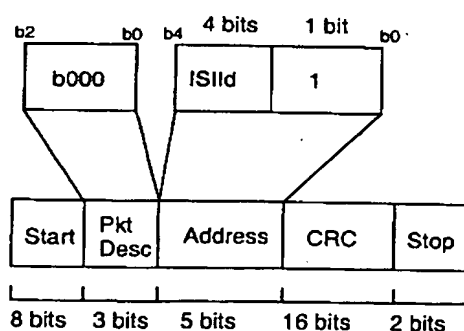 4 bits 1 bit
b2 b0 b4 b0
b000 ISIId 1
Start Pkt Desc Address CRC Stop
8 bits 3 bits 5 bits 16 bits 2 bits